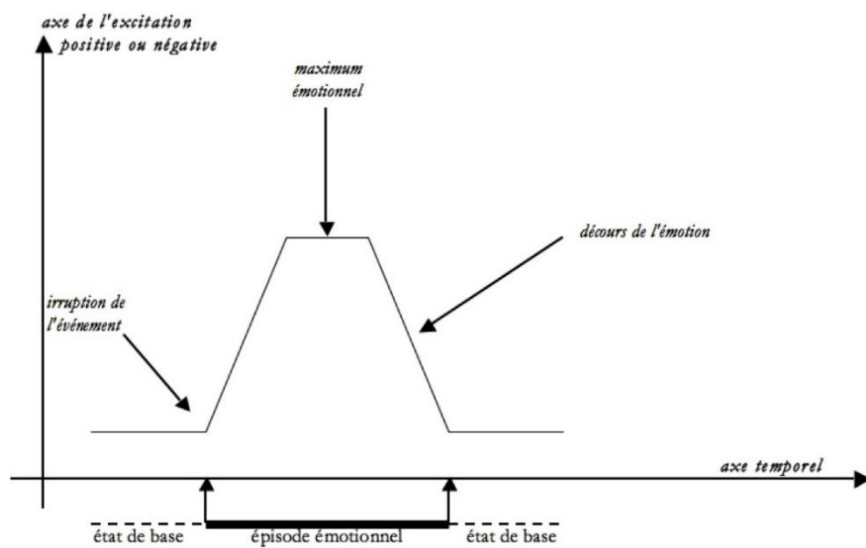 axe de l'excitation
positive ou négative
maximum
émotionnel
décours de l'émotion
irruption de
l'événement
axe temporel
état de base
épisode émotionnel
état de base